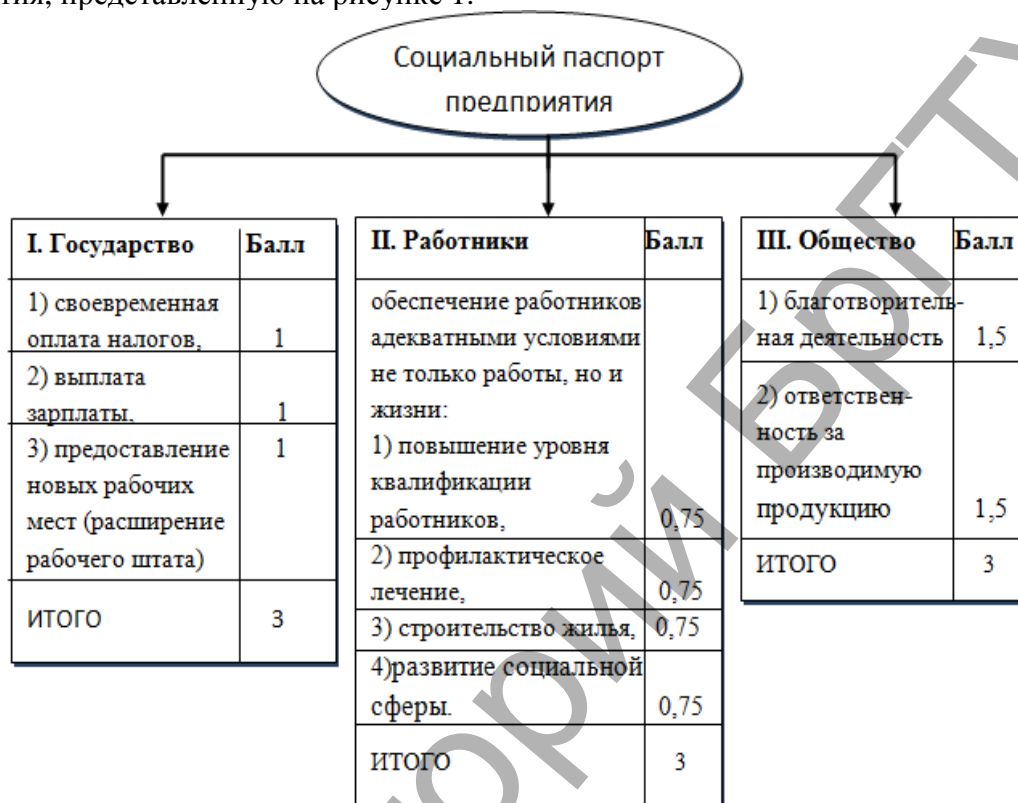 тия, представленную на рисунке 1.
Социальный паспорт
предприятия
I. Государство Балл
1) своевременная
оплата налогов, 1
2) выплата
зарплаты. 1
3) предоставление 1
новых рабочих
мест (расширение
рабочего штата)
ИТОГО 3
II. Работники Балл
обеспечение работников
адекватными условиями
не только работы, но и
жизни:
1) повышение уровня
квалификации
работников, 0,75
2) профилактическое
лечение, 0,75
3) строительство жилья, 0,75
4)развитие социальной
сферы. 0,75
ИТОГО 3
III. Общество Балл
1) благотворитель-
ная деятельность 1,5
2) ответствен-
ность за
производимую
продукцию 1,5
ИТОГО 3
торий БрГТУ